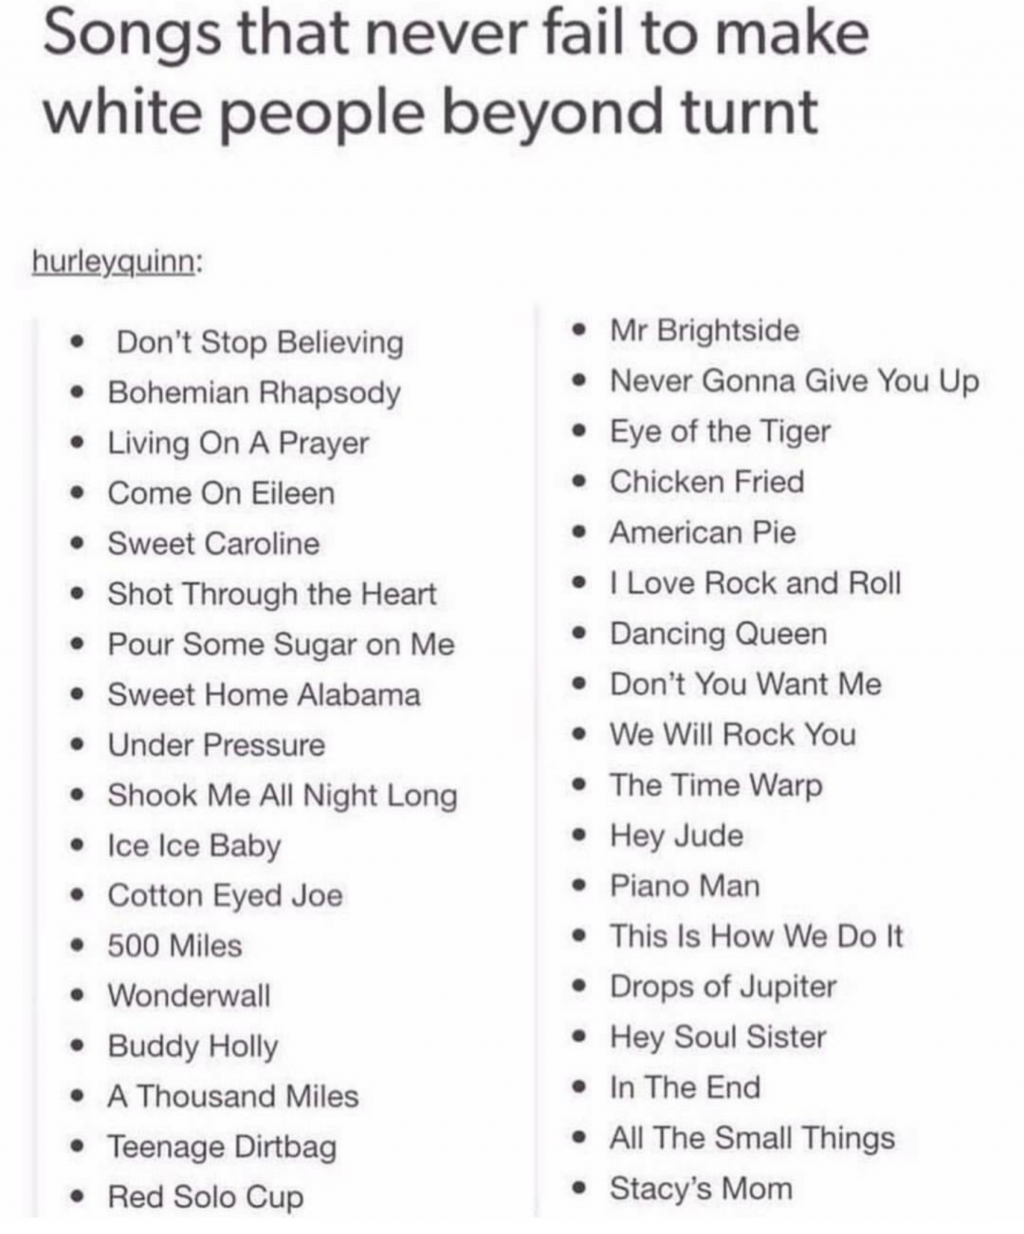 Songs that never fail to make
white people beyond turnt
hurleyquinn:
• Don't Stop Believing
• Bohemian Rhapsody
• Living On A Prayer
• Come On Eileen
• Sweet Caroline
• Shot Through the Heart
• Pour Some Sugar on Me
• Sweet Home Alabama
• Under Pressure
• Shook Me All Night Long
• Ice Ice Baby
• Cotton Eyed Joe
• 500 Miles
• Wonderwall
• Buddy Holly
• A Thousand Miles
• Teenage Dirtbag
• Red Solo Cup
• Mr Brightside
• Never Gonna Give You Up
• Eye of the Tiger
• Chicken Fried
• American Pie
• I Love Rock and Roll
• Dancing Queen
• Don't You Want Me
• We Will Rock You
• The Time Warp
• Hey Jude
• Piano Man
• This Is How We Do It
• Drops of Jupiter
• Hey Soul Sister
• In The End
• All The Small Things
• Stacy's Mom